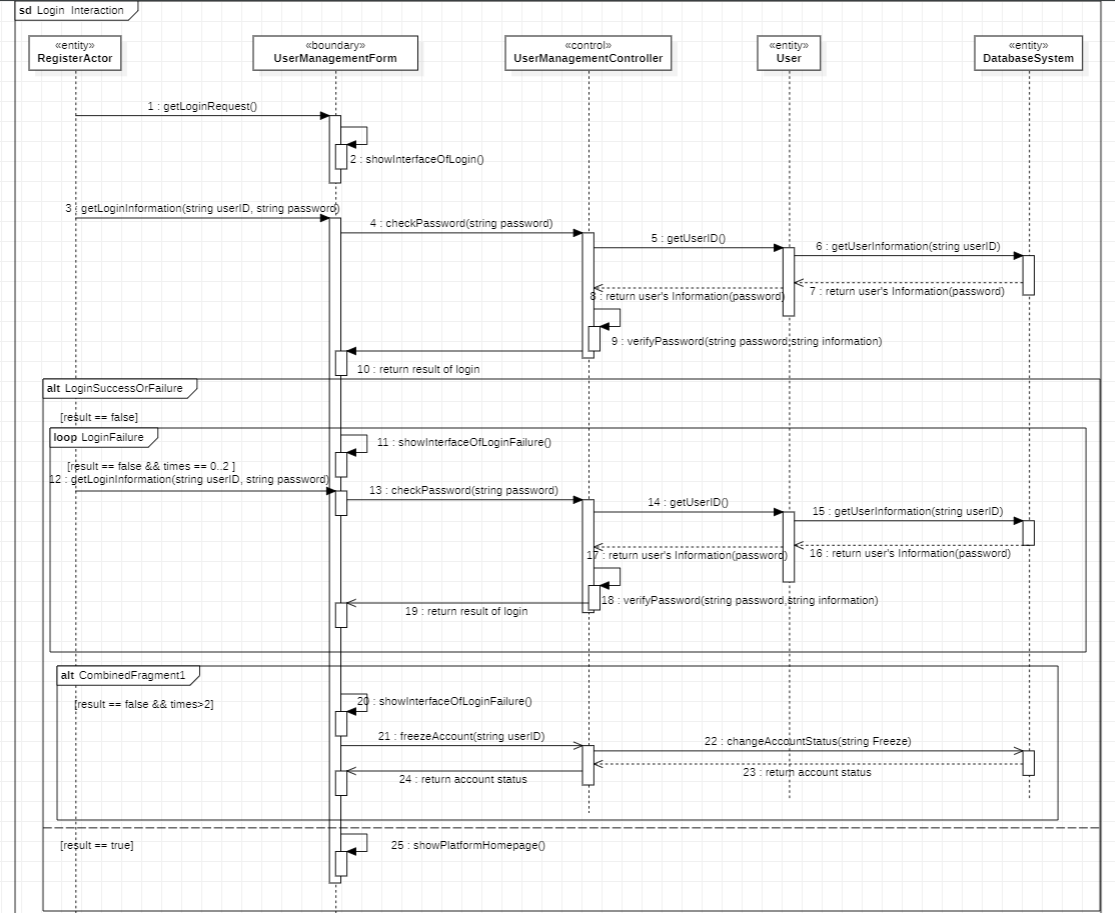 sd Login Interaction
«entity»
RegisterActor
«boundary»
UserManagementForm
«control»
UserManagementController
«entity»
User
«entity»
DatabaseSystem
1 : getLoginRequest()
2 : showInterfaceOfLogin()
3 : getLoginInformation(string userID, string password)
4 : checkPassword(string password)
5 : getUserID()
6 : getUserInformation(string userID)
7 : return user's Information(password)
8 : return user's Information(password)
9 : verifyPassword(string password,string information)
10 : return result of login
alt LoginSuccessOrFailure
[result == false]
loop LoginFailure
11 : showInterfaceOfLoginFailure()
[result == false && times == 0..2 ]
12 : getLoginInformation(string userID, string password)
13 : checkPassword(string password)
14 : getUserID()
15 : getUserInformation(string userID)
16 : return user's Information(password)
17 : return user's Information(password)
18 : verifyPassword(string password,string information)
19 : return result of login
alt CombinedFragment1
[result == false && times>2]
20 : showInterfaceOfLoginFailure()
21 : freezeAccount(string userID)
22 : changeAccountStatus(string Freeze)
23 : return account status
24 : return account status
[result == true]
25 : showPlatformHomepage()